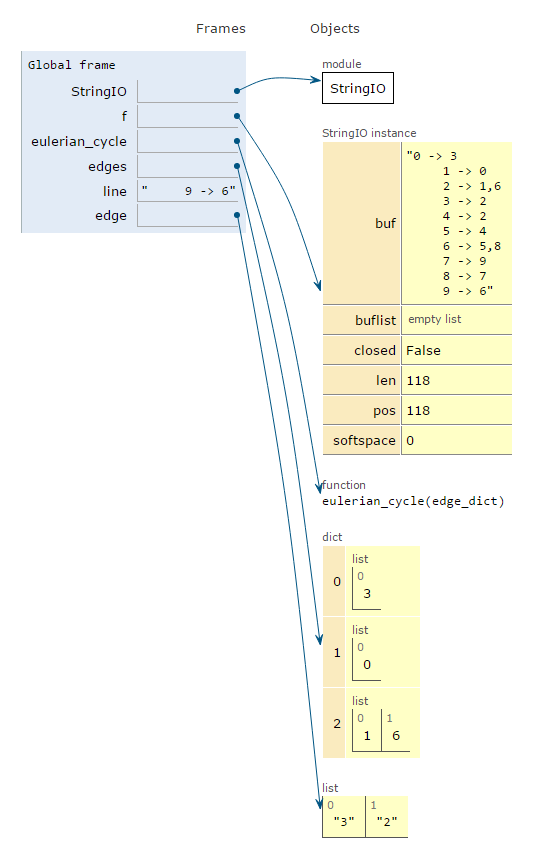 Frames Objects
Global frame
StringIO
f
eulerian_cycle
edges
line "     9 -> 6"
edge
module
StringIO
StringIO instance
buf
"0 -> 3
     1 -> 0
     2 -> 1,6
     3 -> 2
     4 -> 2
     5 -> 4
     6 -> 5,8
     7 -> 9
     8 -> 7
     9 -> 6"
buflist empty list
closed False
len 118
pos 118
softspace 0
function
eulerian_cycle(edge_dict)
dict
list
0
0 3
list
0
1 0
list
0 1
2 1 6
list
0 1
"3" "2"